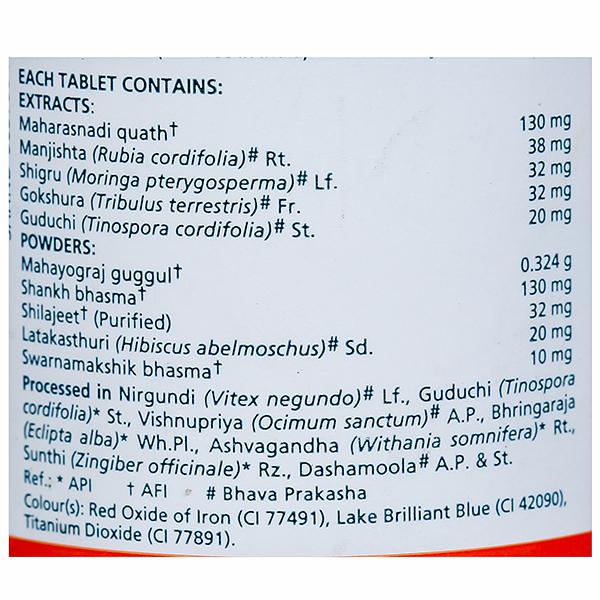 EACH TABLET CONTAINS:
EXTRACTS:
Maharasnadi quath† 130 mg
Manjishta (Rubia cordifolia)# Rt. 38 mg
Shigru (Moringa pterygosperma)# Lf. 32 mg
Gokshura (Tribulus terrestris)# Fr. 32 mg
Guduchi (Tinospora cordifolia)# St. 20 mg
POWDERS:
Mahayograj guggul† 0.324 g
Shankh bhasma† 130 mg
Shilajeet† (Purified) 32 mg
Latakasthuri (Hibiscus abelmoschus)# Sd. 20 mg
Swarnamakshik bhasma† 10 mg
Processed in Nirgundi (Vitex negundo)# Lf., Guduchi (Tinospora
cordifolia)* St., Vishnupriya (Ocimum sanctum)# A.P., Bhringaraja
(Eclipta alba)* Wh.Pl., Ashvagandha (Withania somnifera)* Rt.,
Sunthi (Zingiber officinale)* Rz., Dashamoola# A.P. & St.
Ref.; * API † AFI # Bhava Prakasha
Colour(s): Red Oxide of Iron (CI 77491), Lake Brilliant Blue (CI 42090),
Titanium Dioxide (CI 77891).